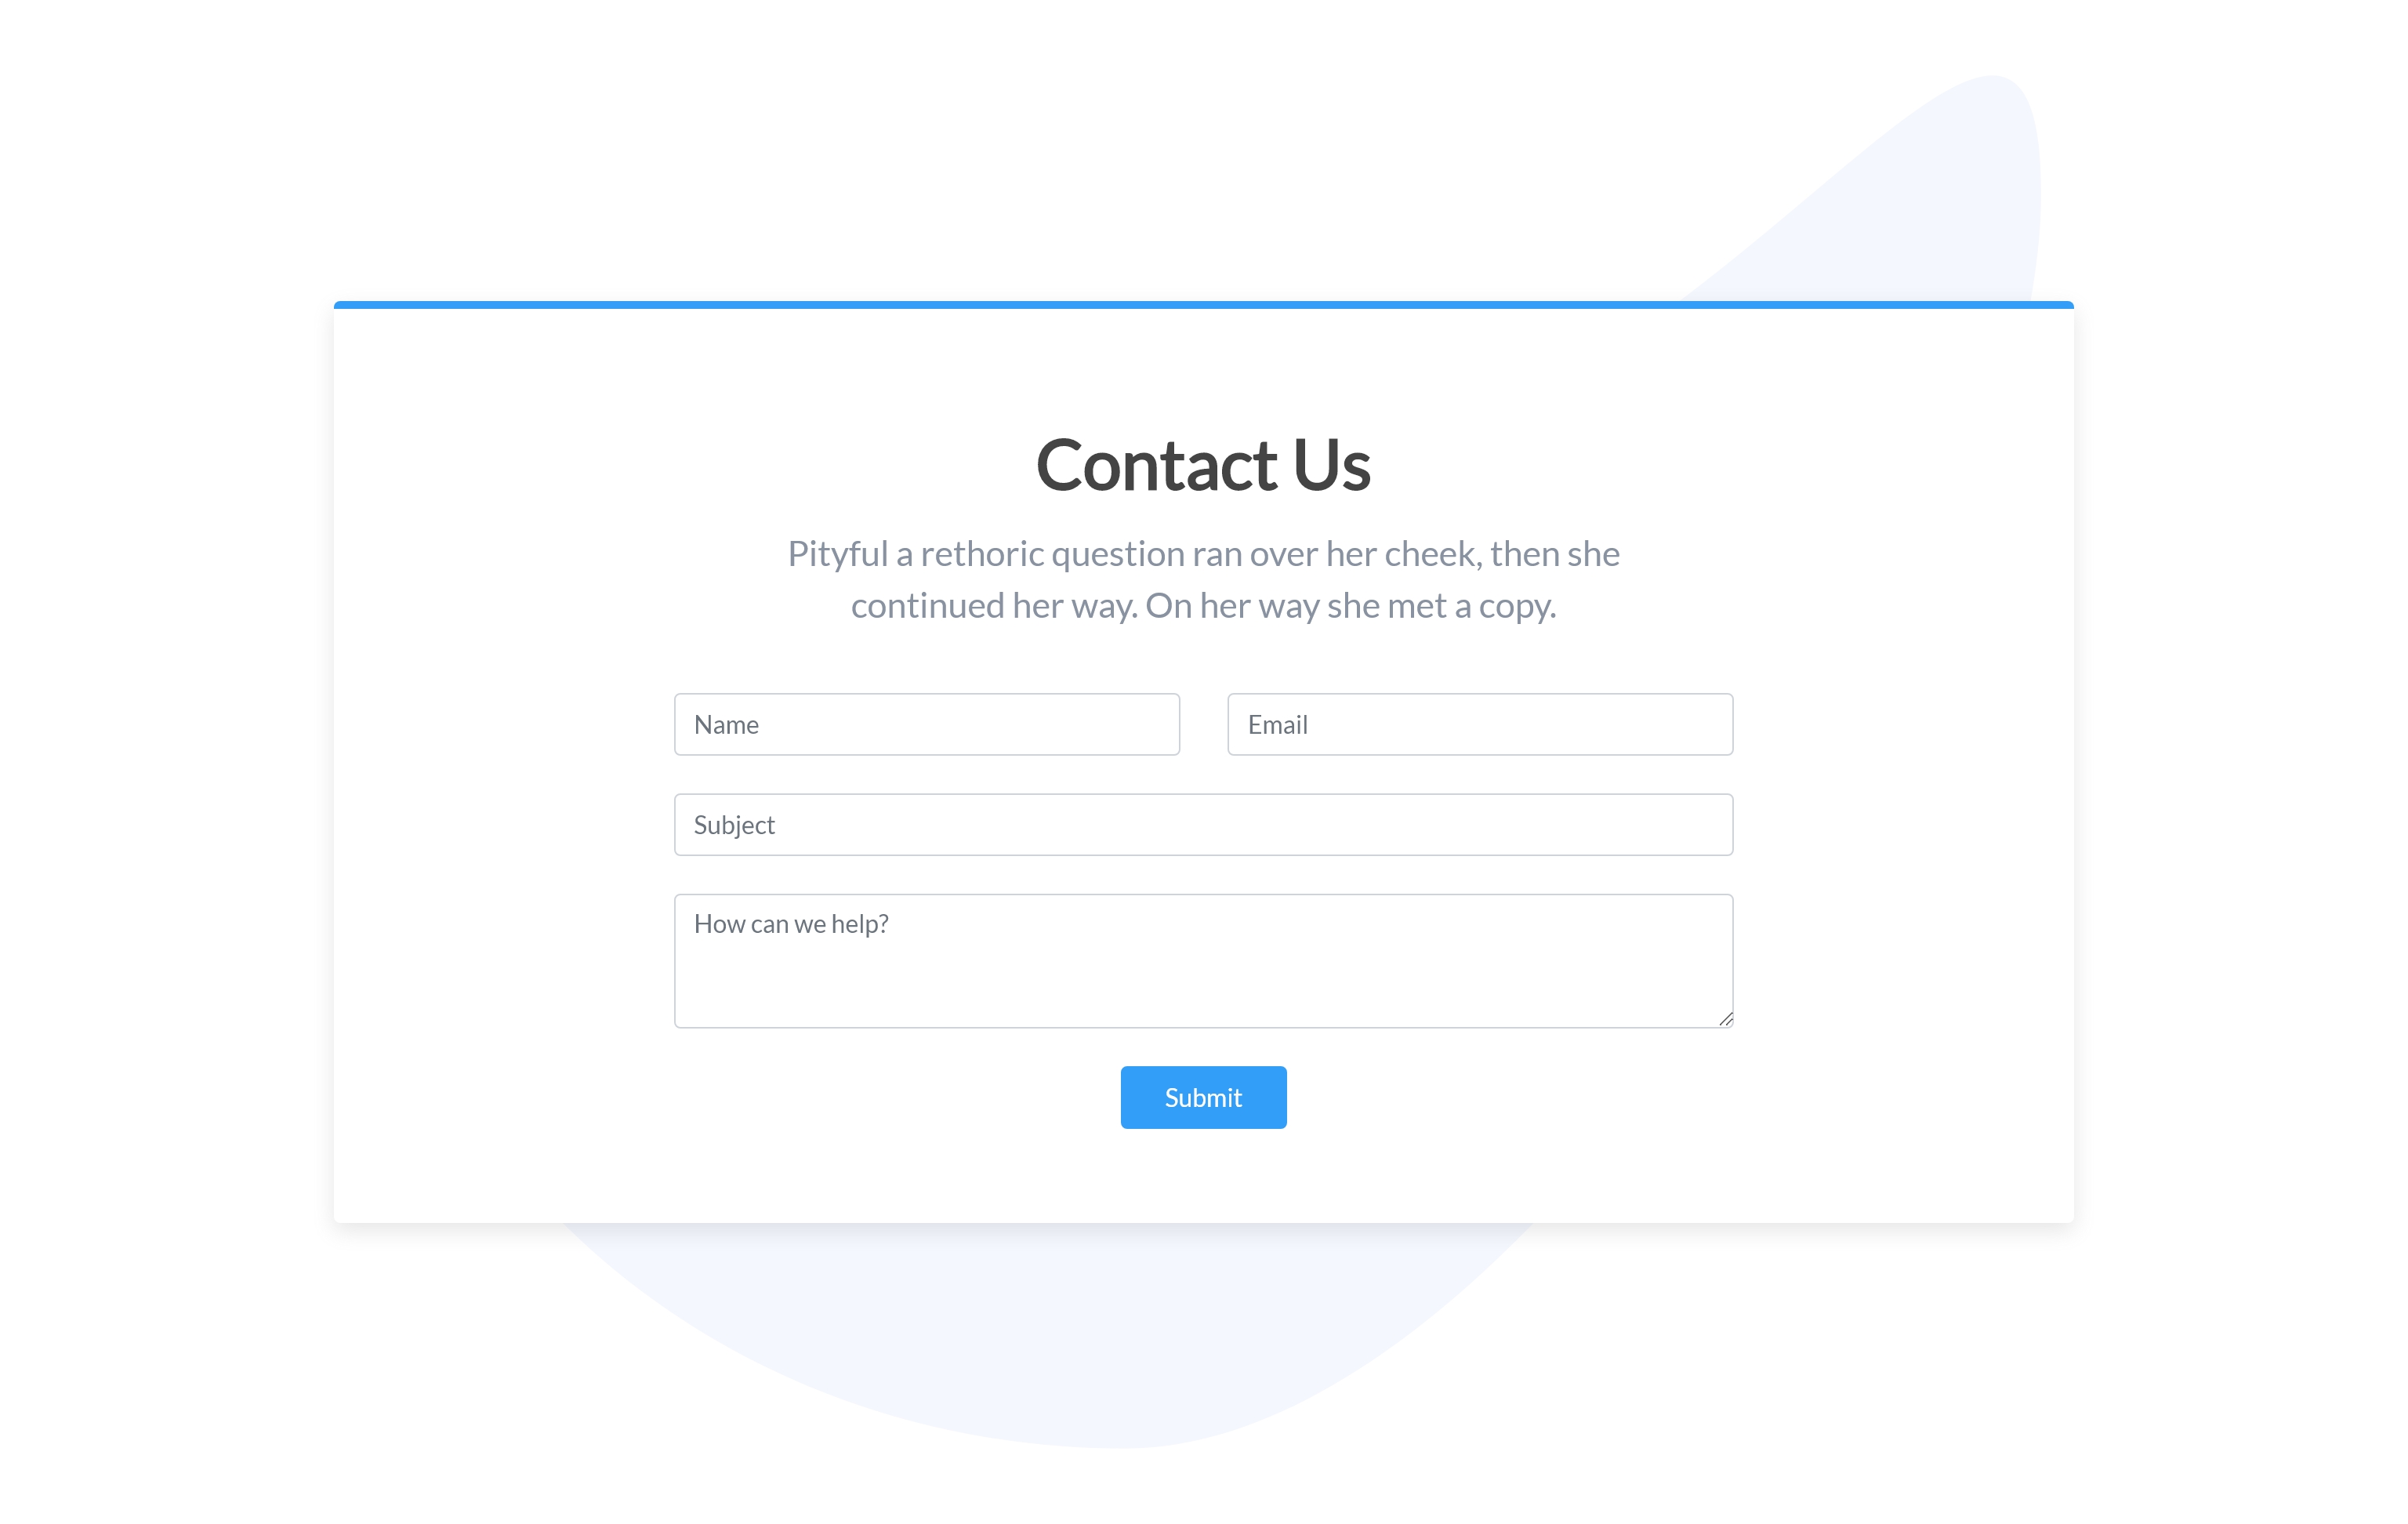 Contact Us
Pityful a rethoric question ran over her cheek, then she
continued her way. On her way she met a copy.
Name
Email
Subject
How can we help?
Submit